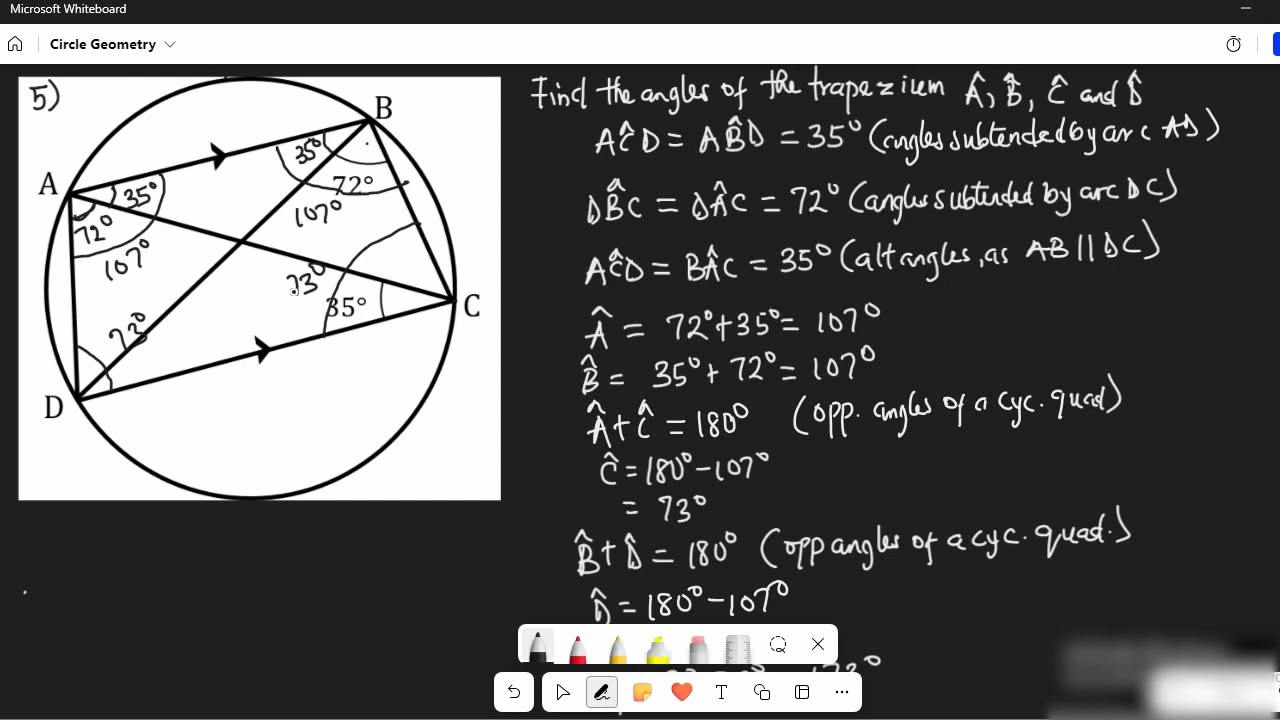 Microsoft Whiteboard
Circle Geometry
5)
A
B
C
D
35°
72°
107°
35°
72°
107°
73°
35°
73°
Find the angles of the trapezium Â, B̂, Ĉ and D̂
AĈD = AB̂D = 35° (angles subtended by arc AD)
DB̂C = DÂC = 72° (angles subtended by arc DC)
AĈD = BÂC = 35° (alt angles, as AB || DC)
Â = 72° + 35° = 107°
B̂ = 35° + 72° = 107°
Â + Ĉ = 180° (opp. angles of a cyc. quad)
Ĉ = 180° - 107°
= 73°
B̂ + D̂ = 180° (opp angles of a cyc. quad.)
D̂ = 180° - 107°
T